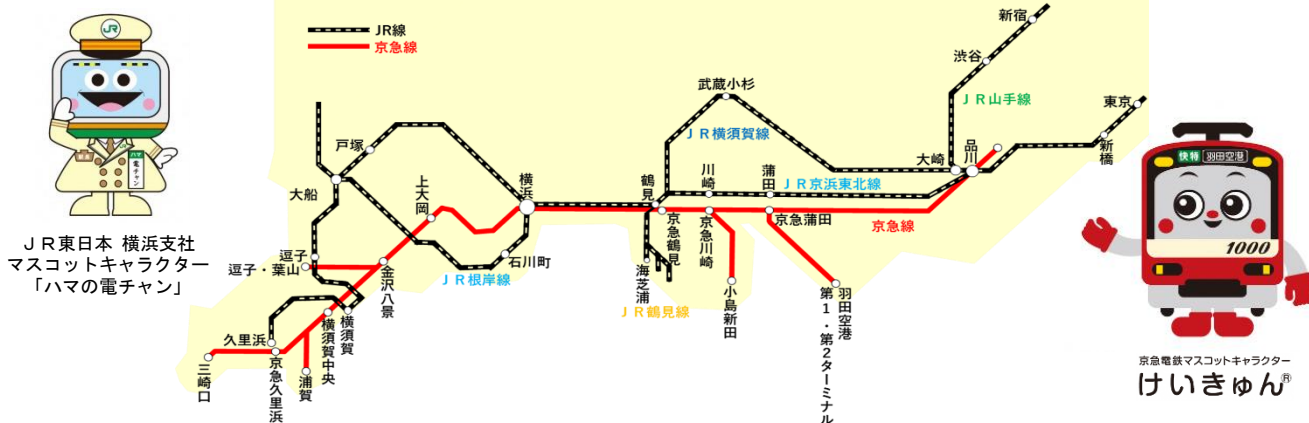 JR
ハマ
電チャン
ＪＲ東日本 横浜支社
マスコットキャラクター
「ハマの電チャン」
JR線
京急線
新宿
渋谷
ＪＲ山手線
東京
新橋
品川
大崎
武蔵小杉
ＪＲ横須賀線
川崎
蒲田
ＪＲ京浜東北線
鶴見
横浜
戸塚
大船
上大岡
京急鶴見
京急川崎
京急蒲田
京急線
石川町
ＪＲ根岸線
海芝浦
ＪＲ鶴見線
小島新田
羽田空港
第1・第2ターミナル
逗子
逗子・葉山
金沢八景
横須賀
横須賀中央
久里浜
京急久里浜
浦賀
三崎口
快特 羽田空港
1000
京急電鉄マスコットキャラクター
けいきゅん®